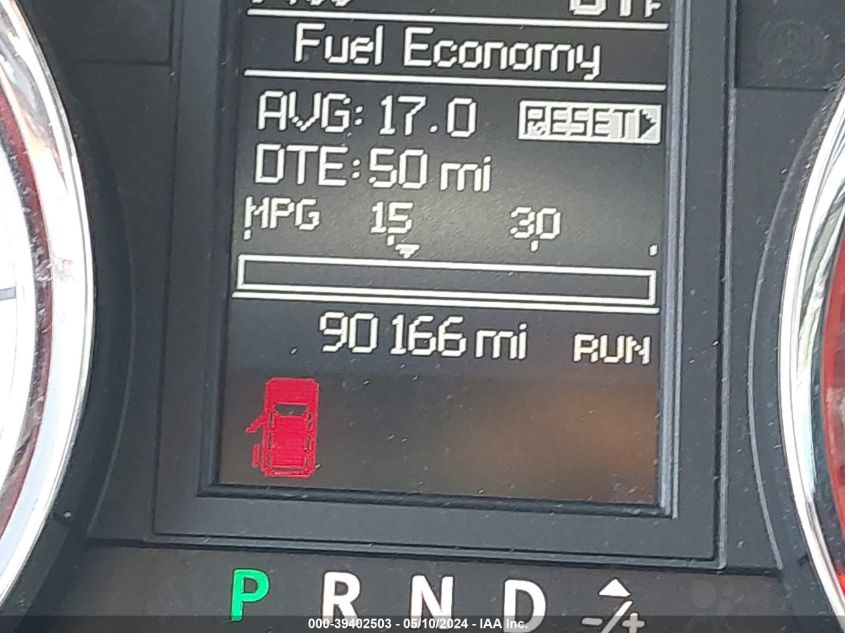 Fuel Economy
AVG: 17.0 RESET
DTE: 50 mi
MPG 15 30
90166 mi RUN
P R N D -/+
000-39402503 - 05/10/2024 - IAA Inc.